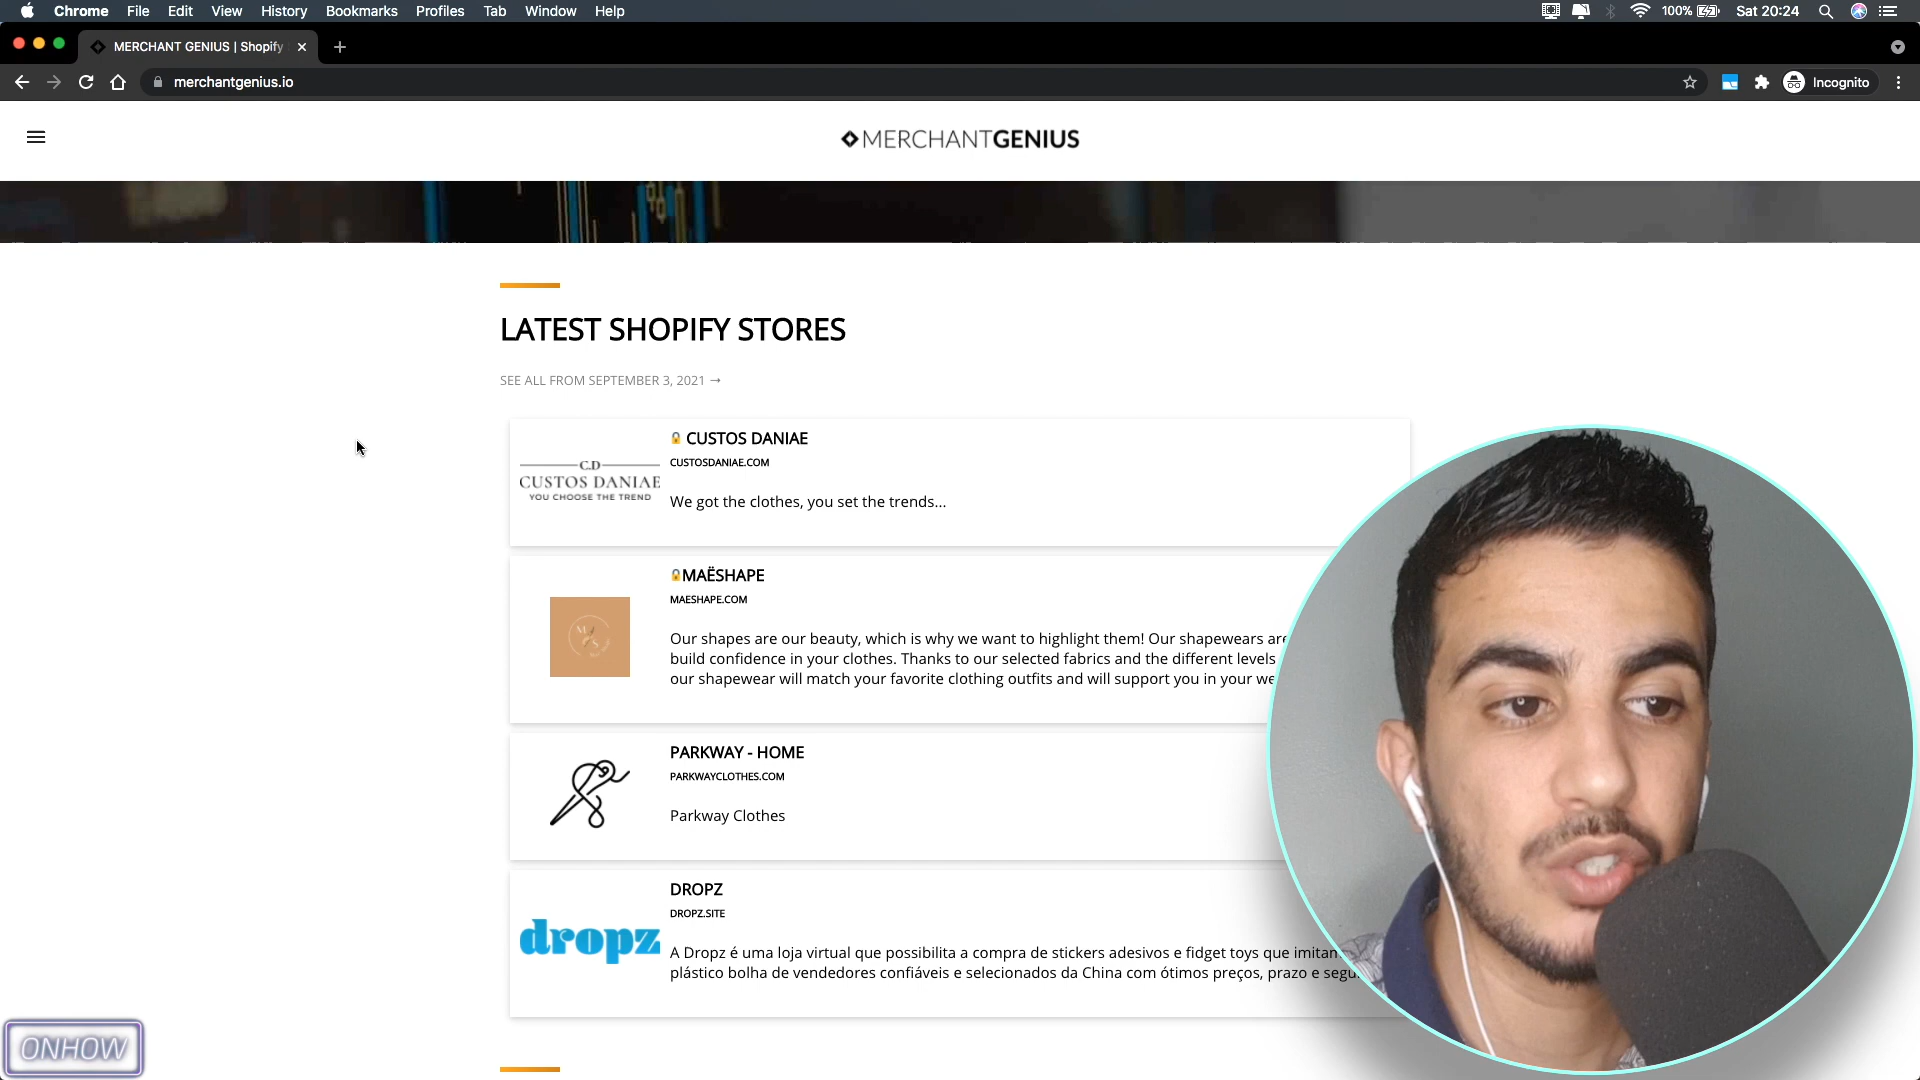 Chrome File Edit View History Bookmarks Profiles Tab Window Help 100% Sat 20:24
MERCHANT GENIUS | Shopify
merchantgenius.io Incognito
MERCHANTGENIUS
LATEST SHOPIFY STORES
SEE ALL FROM SEPTEMBER 3, 2021 →
CUSTOS DANIAE
CUSTOSDANIAE.COM
We got the clothes, you set the trends...
C.D
CUSTOS DANIAE
YOU CHOOSE THE TREND
MAËSHAPE
MAESHAPE.COM
Our shapes are our beauty, which is why we want to highlight them! Our shapewears are
build confidence in your clothes. Thanks to our selected fabrics and the different levels
our shapewear will match your favorite clothing outfits and will support you in your we
PARKWAY - HOME
PARKWAYCLOTHES.COM
Parkway Clothes
dropz
DROPZ
DROPZ.SITE
A Dropz é uma loja virtual que possibilita a compra de stickers adesivos e fidget toys que imitam
plástico bolha de vendedores confiáveis e selecionados da China com ótimos preços, prazo e segu
ONHOW